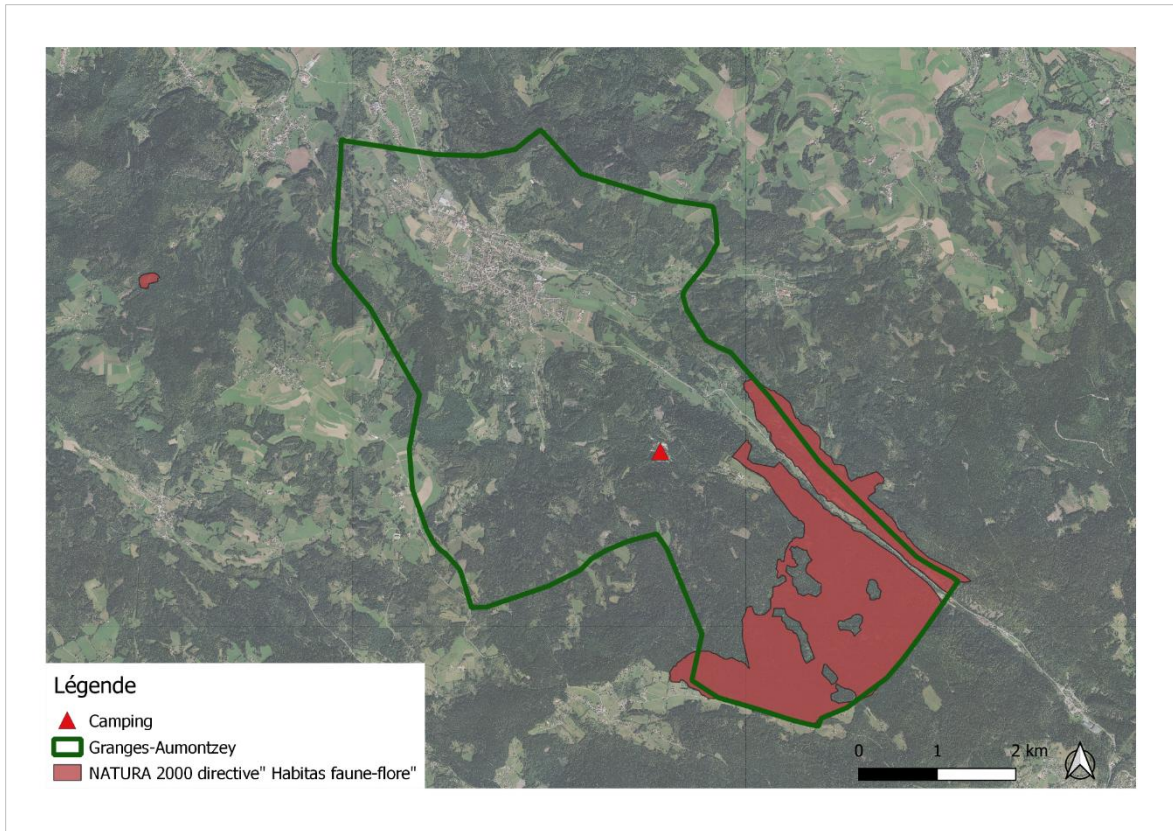 Légende
Camping
Granges-Aumontzey
NATURA 2000 directive" Habitas faune-flore"
0 1 2 km